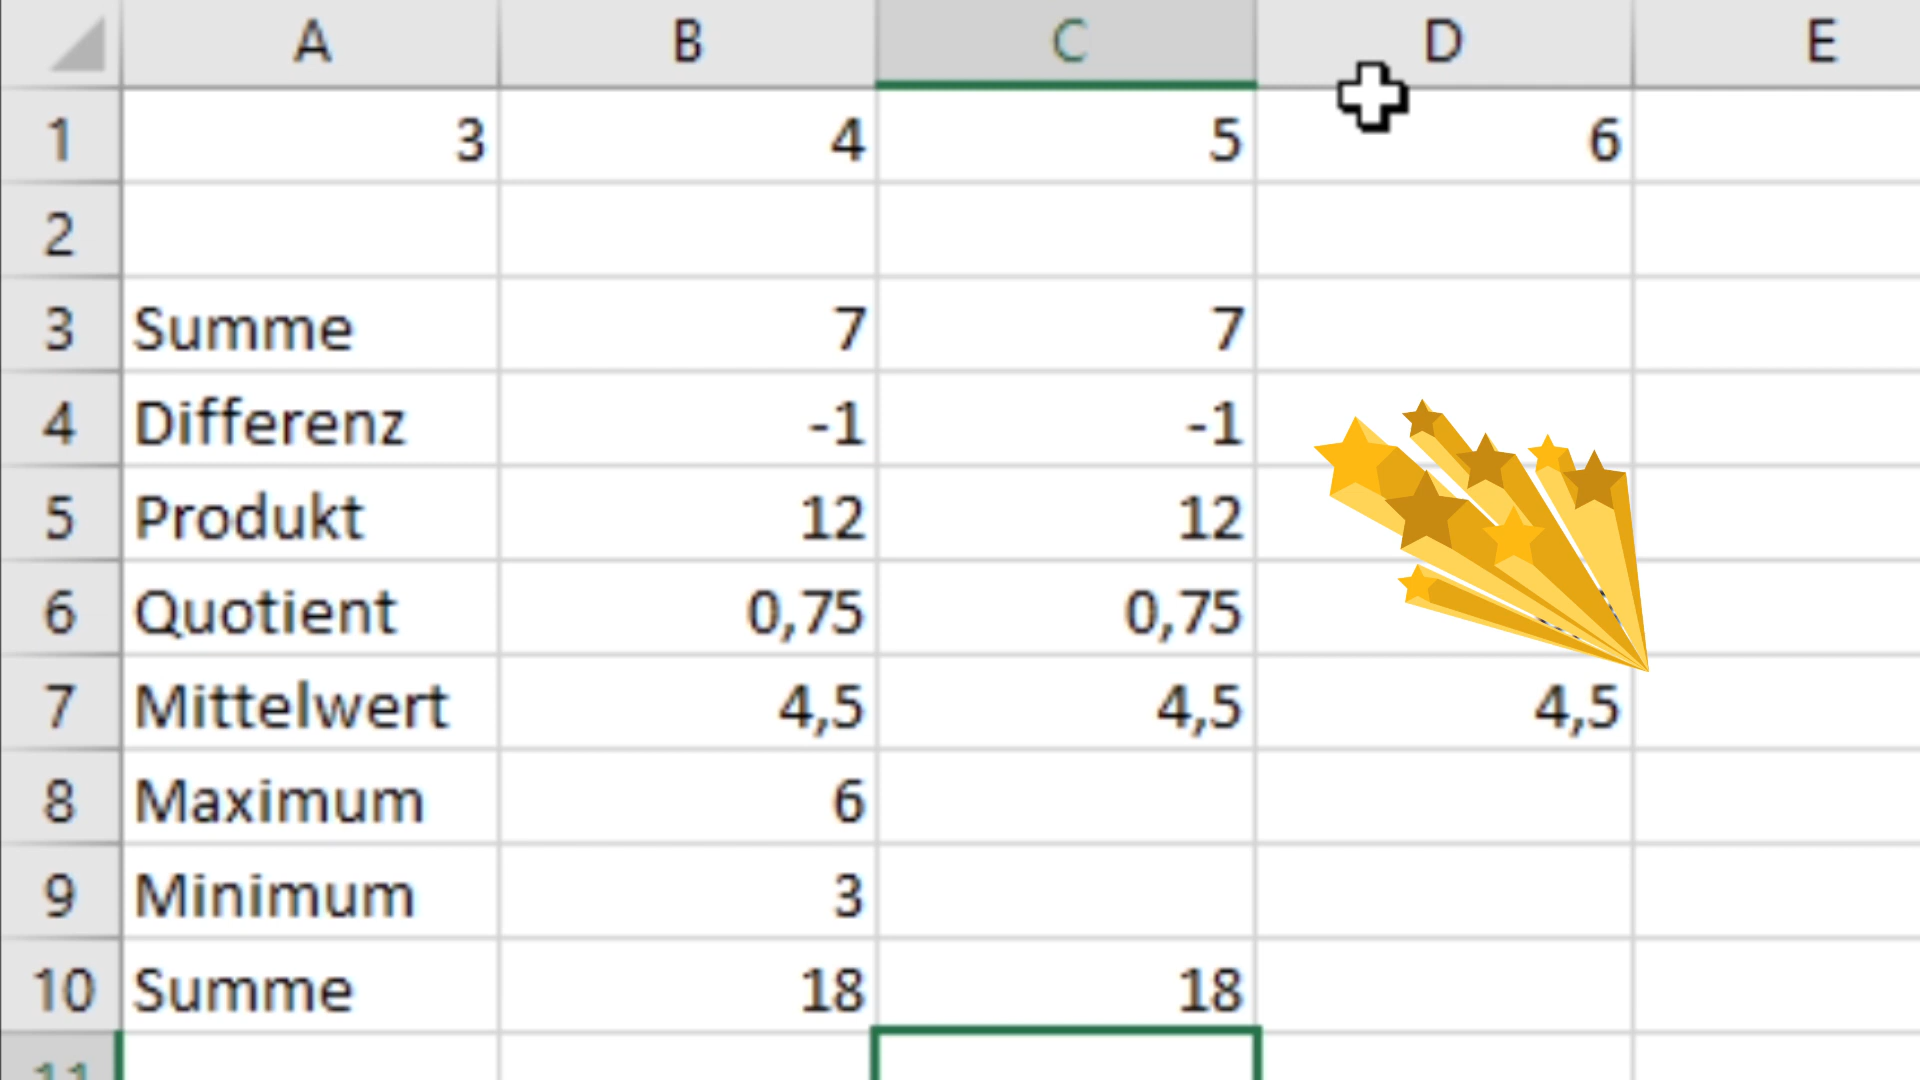 A B C D E
1 3 4 5 6
2
3 Summe 7 7
4 Differenz -1 -1
5 Produkt 12 12
6 Quotient 0,75 0,75
7 Mittelwert 4,5 4,5 4,5
8 Maximum 6
9 Minimum 3
10 Summe 18 18
11